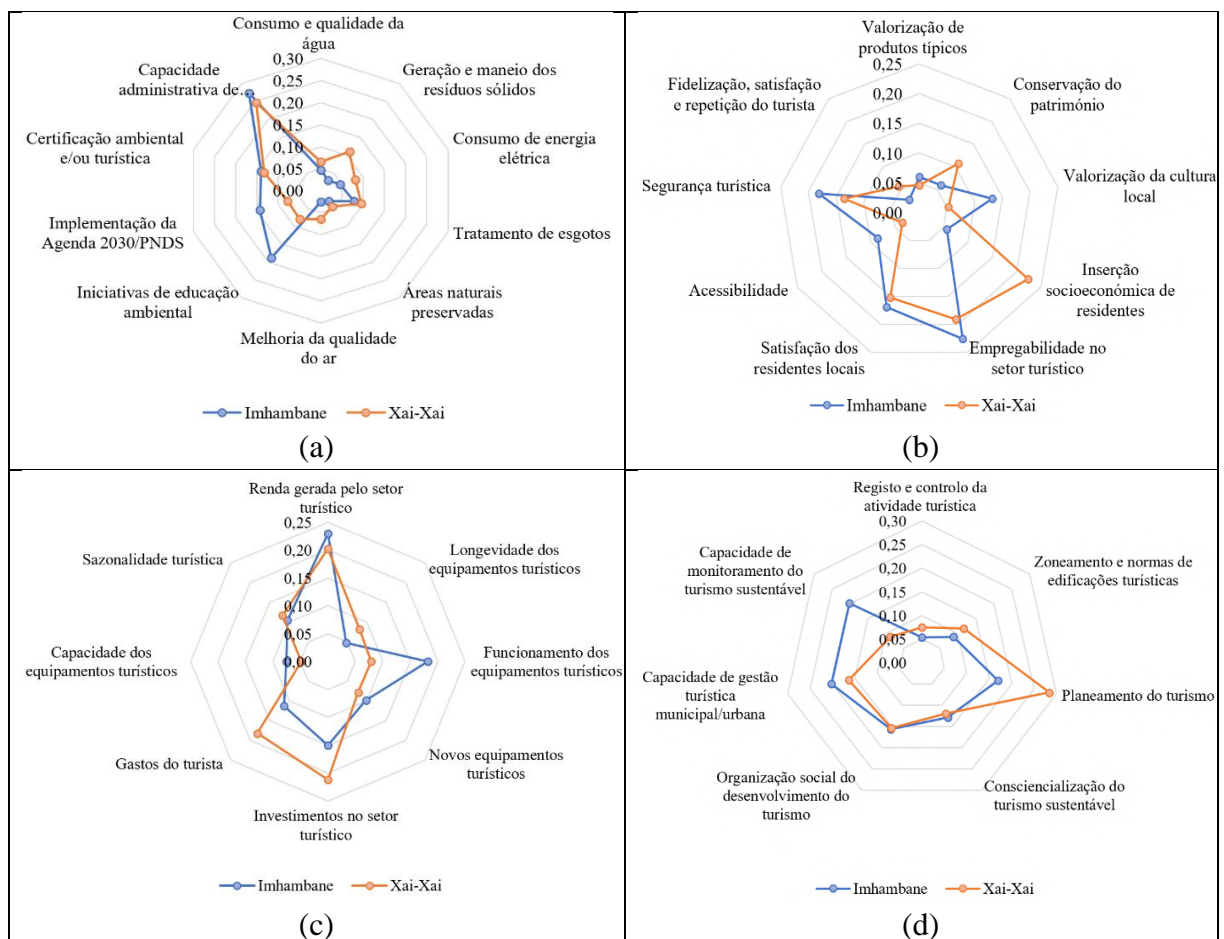 Consumo e qualidade da
água
0,30
0,25
0,20
0,15
0,10
0,05
0,00
Geração e maneio dos
resíduos sólidos
Consumo de energia
elétrica
Tratamento de esgotos
Áreas naturais
preservadas
Melhoria da qualidade
do ar
Iniciativas de educação
ambiental
Implementação da
Agenda 2030/PNDS
Certificação ambiental
e/ou turística
Capacidade
administrativa de…
Imhambane
Xai-Xai
(a)
Valorização de
produtos típicos
0,25
0,20
0,15
0,10
0,05
0,00
Conservação do
património
Valorização da cultura
local
Inserção
socioeconómica de
residentes
Empregabilidade no
setor turístico
Satisfação dos
residentes locais
Acessibilidade
Segurança turística
Fidelização, satisfação
e repetição do turista
Imhambane
Xai-Xai
(b)
Renda gerada pelo setor
turístico
0,25
0,20
0,15
0,10
0,05
0,00
Longevidade dos
equipamentos turísticos
Funcionamento dos
equipamentos turísticos
Novos equipamentos
turísticos
Investimentos no setor
turístico
Gastos do turista
Capacidade dos
equipamentos turísticos
Sazonalidade turística
Imhambane
Xai-Xai
(c)
Registo e controlo da
atividade turística
0,30
0,25
0,20
0,15
0,10
0,05
0,00
Zoneamento e normas de
edificações turísticas
Planeamento do turismo
Consciencialização do
turismo sustentável
Organização social do
desenvolvimento do
turismo
Capacidade de gestão
turística
municipal/urbana
Capacidade de
monitoramento do
turismo sustentável
Imhambane
Xai-Xai
(d)